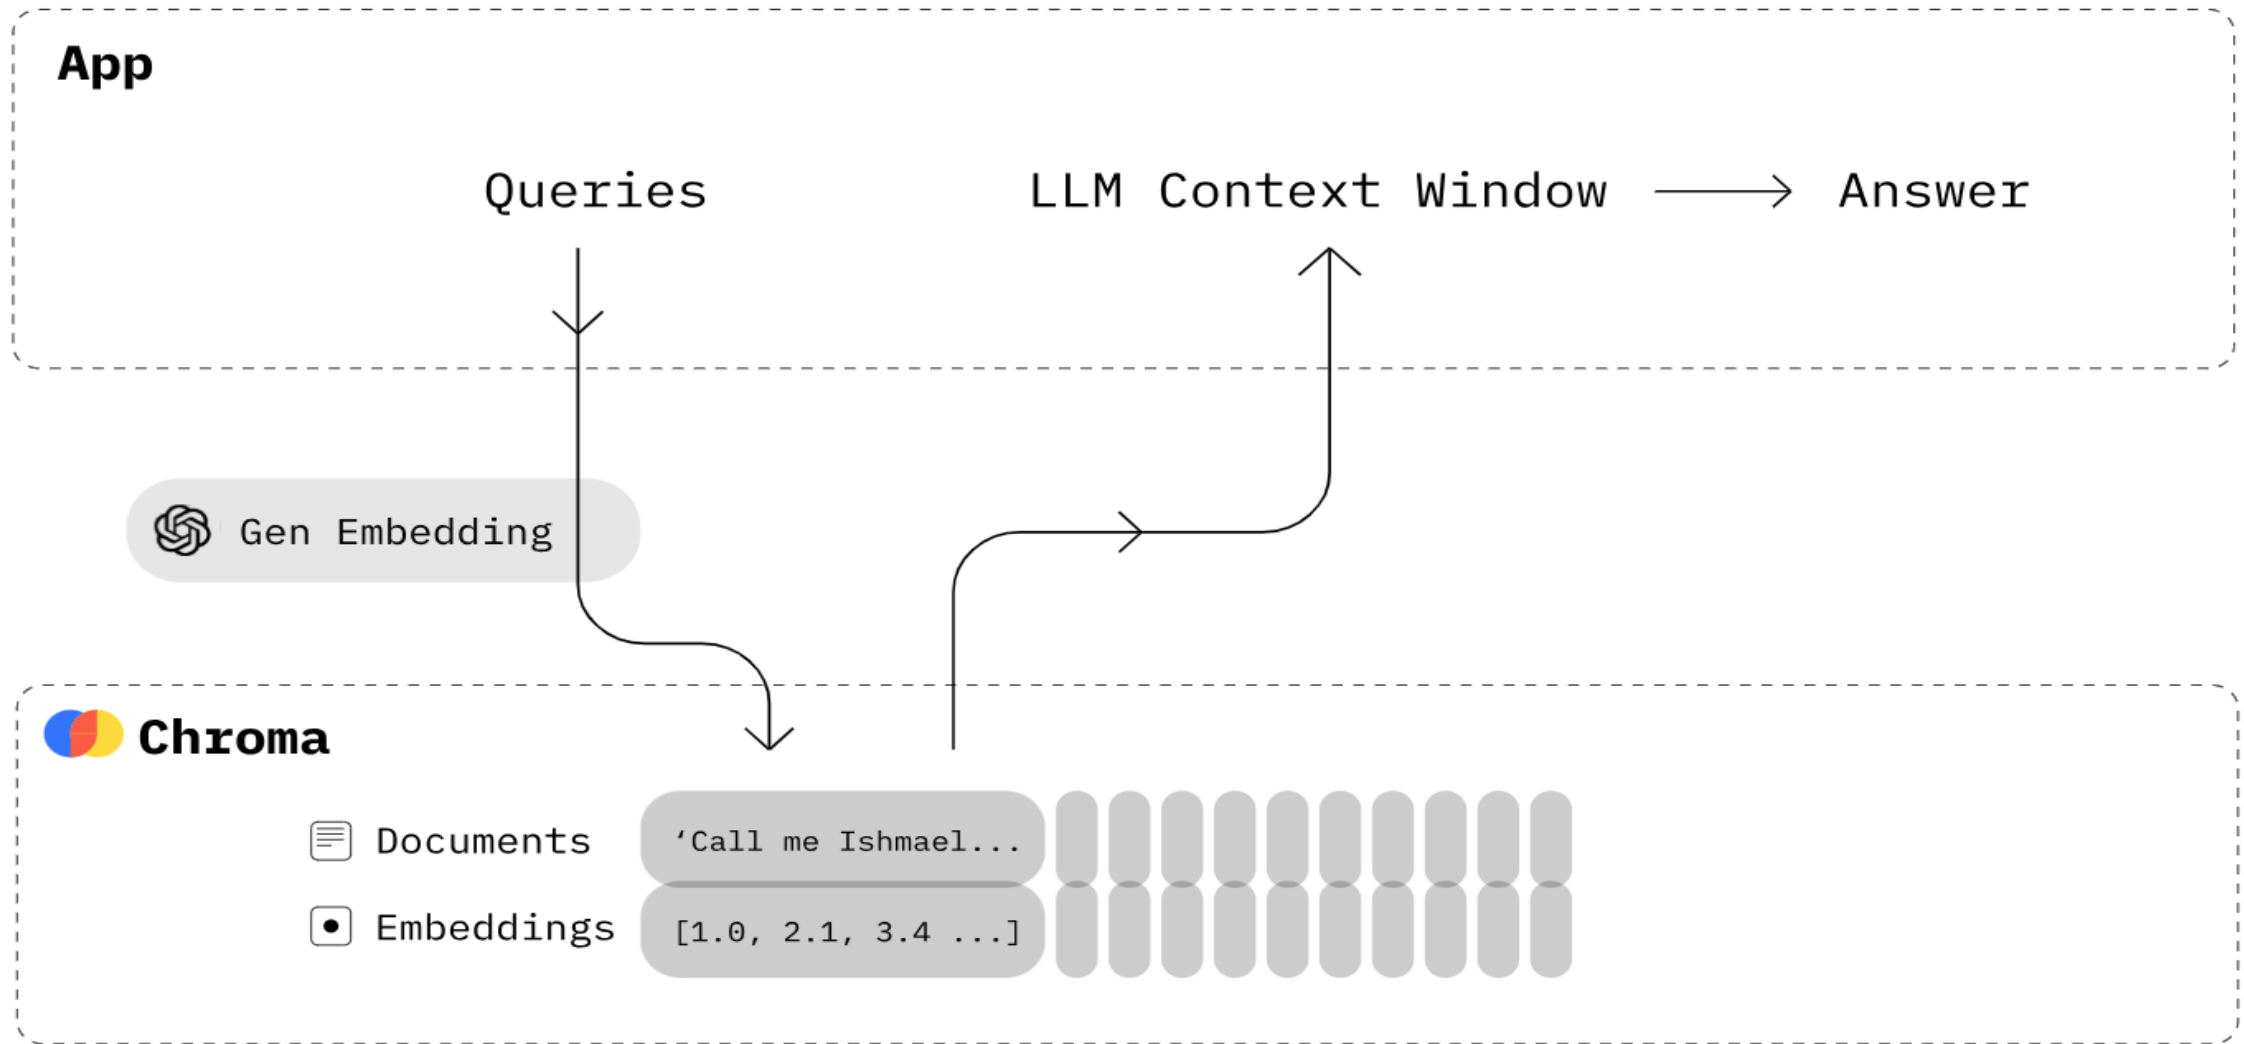 App
Queries
LLM Context Window
Answer
Gen Embedding
Chroma
Documents
‘Call me Ishmael...
Embeddings
[1.0, 2.1, 3.4 ...]